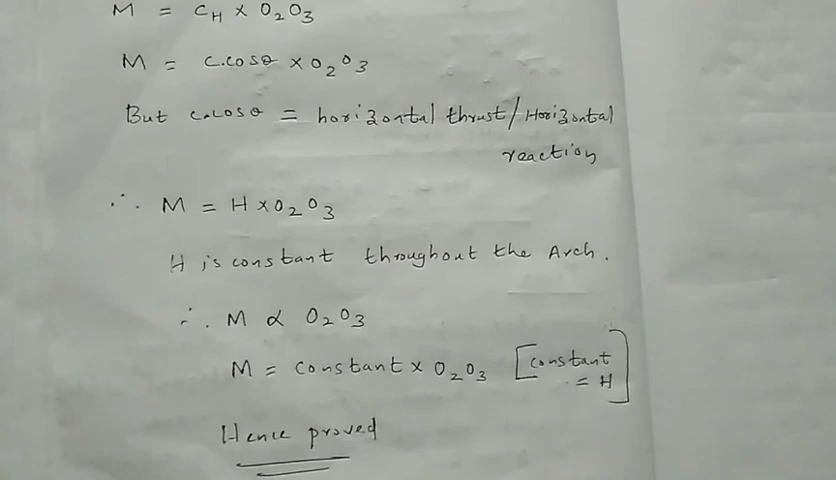 M = C_H × O₂O₃
M = C.cosθ × O₂O₃
But c.cosθ = horizontal thrust/Horizontal
reaction
∴ M = H × O₂O₃
H is constant throughout the Arch.
∴ M ∝ O₂O₃
M = constant × O₂O₃ [constant
= H]
Hence proved